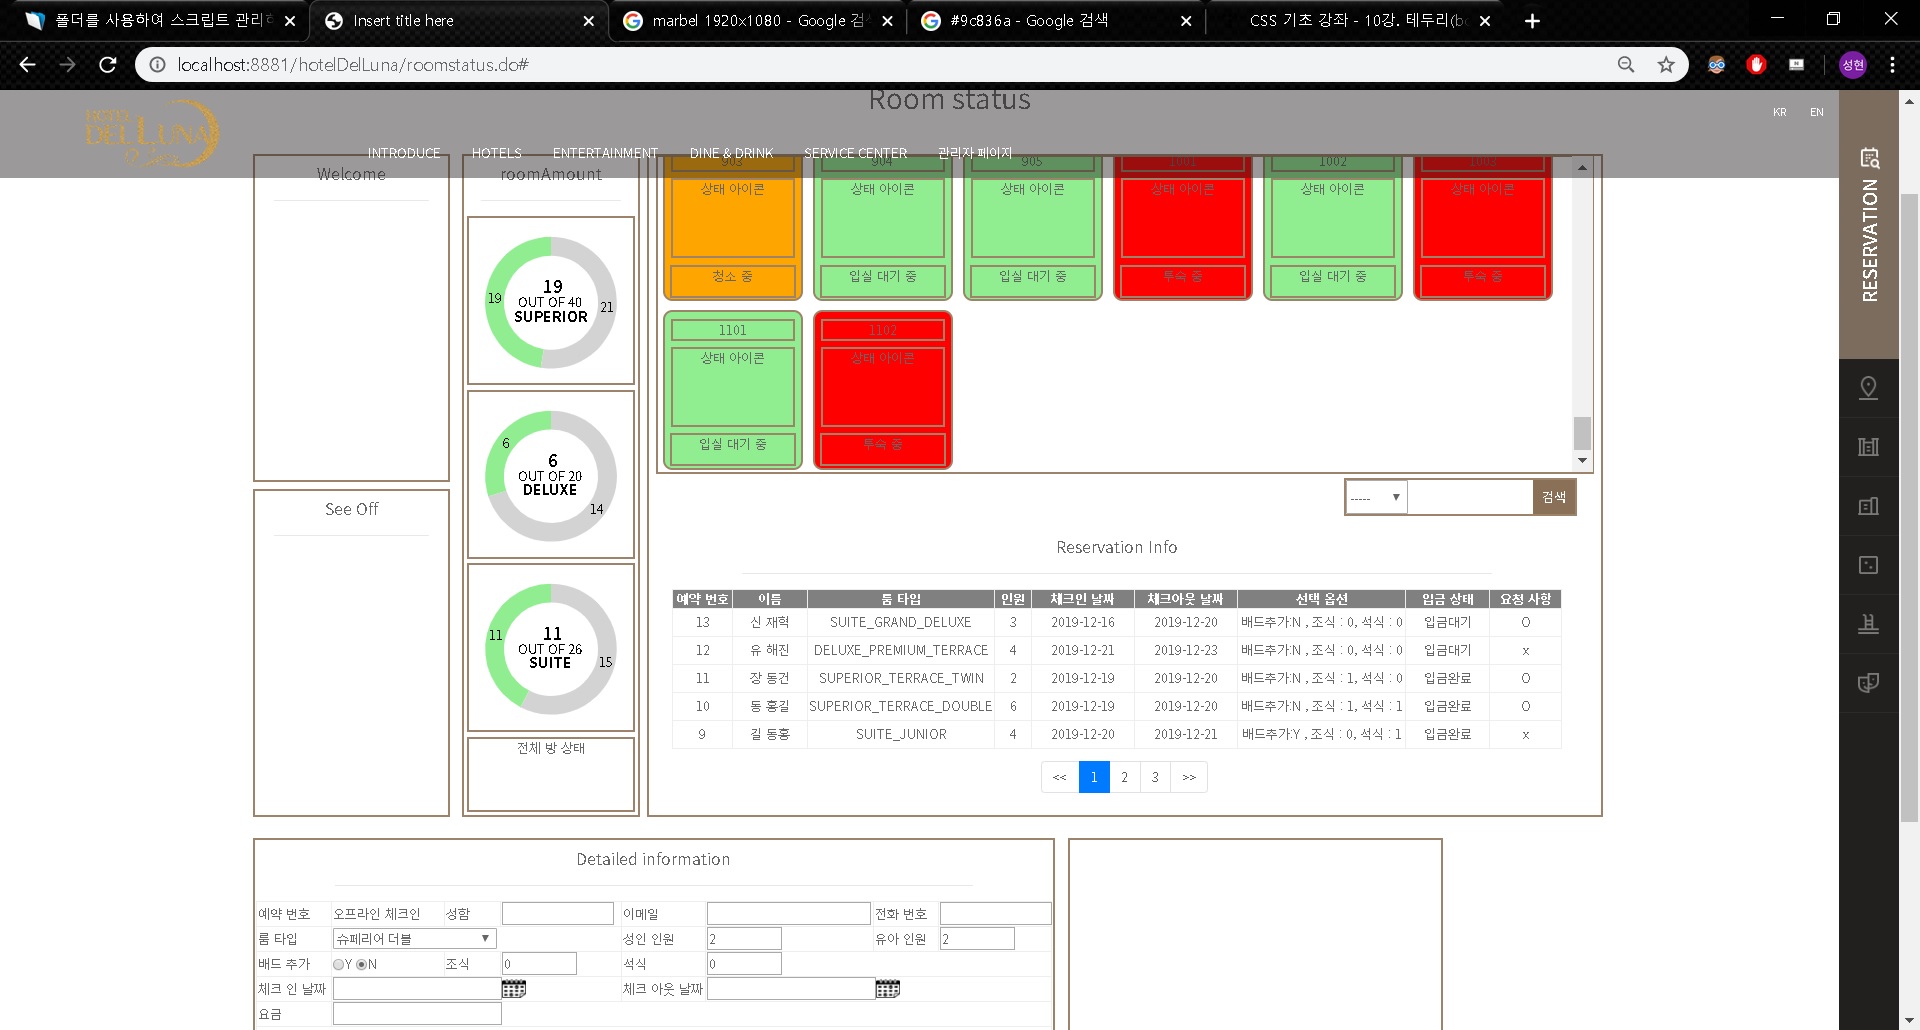 폴더를 사용하여 스크립트 관리하
Insert title here
marbel 1920x1080 - Google 검색
#9c836a - Google 검색
CSS 기초 강좌 - 10강. 테두리(bo
localhost:8881/hotelDelLuna/roomstatus.do#
성현
Room status
KR EN
HOTEL
DEL LUNA
INTRODUCE HOTELS ENTERTAINMENT DINE & DRINK SERVICE CENTER 관리자 페이지
RESERVATION
Welcome
See Off
roomAmount
19
OUT OF 40
SUPERIOR
19 21
6
OUT OF 20
DELUXE
6 14
11
OUT OF 26
SUITE
11 15
전체 방 상태
903 904 905 1001 1002 1003
상태 아이콘 상태 아이콘 상태 아이콘 상태 아이콘 상태 아이콘 상태 아이콘
청소 중 입실 대기 중 입실 대기 중 투숙 중 입실 대기 중 투숙 중
1101 1102
상태 아이콘 상태 아이콘
입실 대기 중 투숙 중
----- 검색
Reservation Info
예약 번호 이름 룸 타입 인원 체크인 날짜 체크아웃 날짜 선택 옵션 입금 상태 요청 사항
13 신 재혁 SUITE_GRAND_DELUXE 3 2019-12-16 2019-12-20 배드추가:N , 조식 : 0, 석식 : 0 입금대기 O
12 유 해진 DELUXE_PREMIUM_TERRACE 4 2019-12-21 2019-12-23 배드추가:N , 조식 : 0, 석식 : 0 입금대기 x
11 장 동건 SUPERIOR_TERRACE_TWIN 2 2019-12-19 2019-12-20 배드추가:N , 조식 : 1, 석식 : 0 입금완료 O
10 동 홍길 SUPERIOR_TERRACE_DOUBLE 6 2019-12-19 2019-12-20 배드추가:N , 조식 : 1, 석식 : 1 입금완료 O
9 길 동홍 SUITE_JUNIOR 4 2019-12-20 2019-12-21 배드추가:Y , 조식 : 0, 석식 : 1 입금완료 x
<< 1 2 3 >>
Detailed information
예약 번호 오프라인 체크인 성함 이메일 전화 번호
룸 타입 슈페리어 더블 성인 인원 2 유아 인원 2
배드 추가 Y N 조식 0 석식 0
체크 인 날짜 체크 아웃 날짜
요금